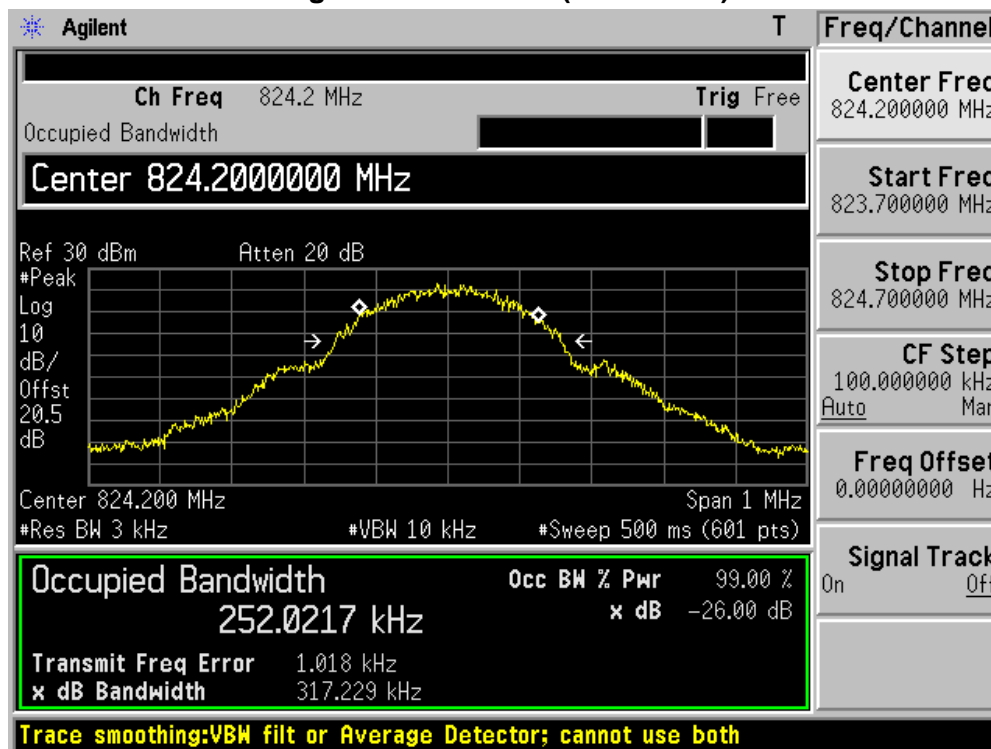 Agilent T
Freq/Channel
Ch Freq 824.2 MHz Trig Free
Occupied Bandwidth
Center 824.2000000 MHz
Ref 30 dBm Atten 20 dB
#Peak
Log
10
dB/
Offst
20.5
dB
Center 824.200 MHz Span 1 MHz
#Res BW 3 kHz #VBW 10 kHz #Sweep 500 ms (601 pts)
Occupied Bandwidth
252.0217 kHz
Occ BW % Pwr 99.00 %
x dB -26.00 dB
Transmit Freq Error 1.018 kHz
x dB Bandwidth 317.229 kHz
Trace smoothing:VBW filt or Average Detector; cannot use both
Center Freq
824.200000 MHz
Start Freq
823.700000 MHz
Stop Freq
824.700000 MHz
CF Step
100.000000 kHz
Auto Man
Freq Offset
0.00000000 Hz
Signal Track
On Off